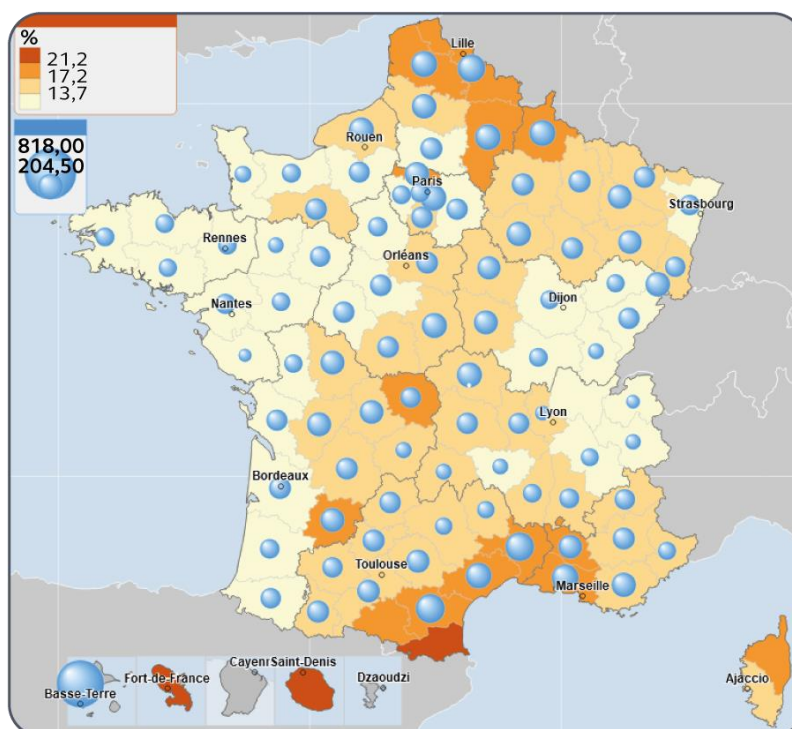 %
21,2
17,2
13,7
818,00
204,50
Lille
Rouen
Paris
Strasbourg
Rennes
Orléans
Nantes
Dijon
Lyon
Bordeaux
Toulouse
Marseille
Ajaccio
Basse-Terre
Fort-de-France
Cayenr
Saint-Denis
Dzaoudzi